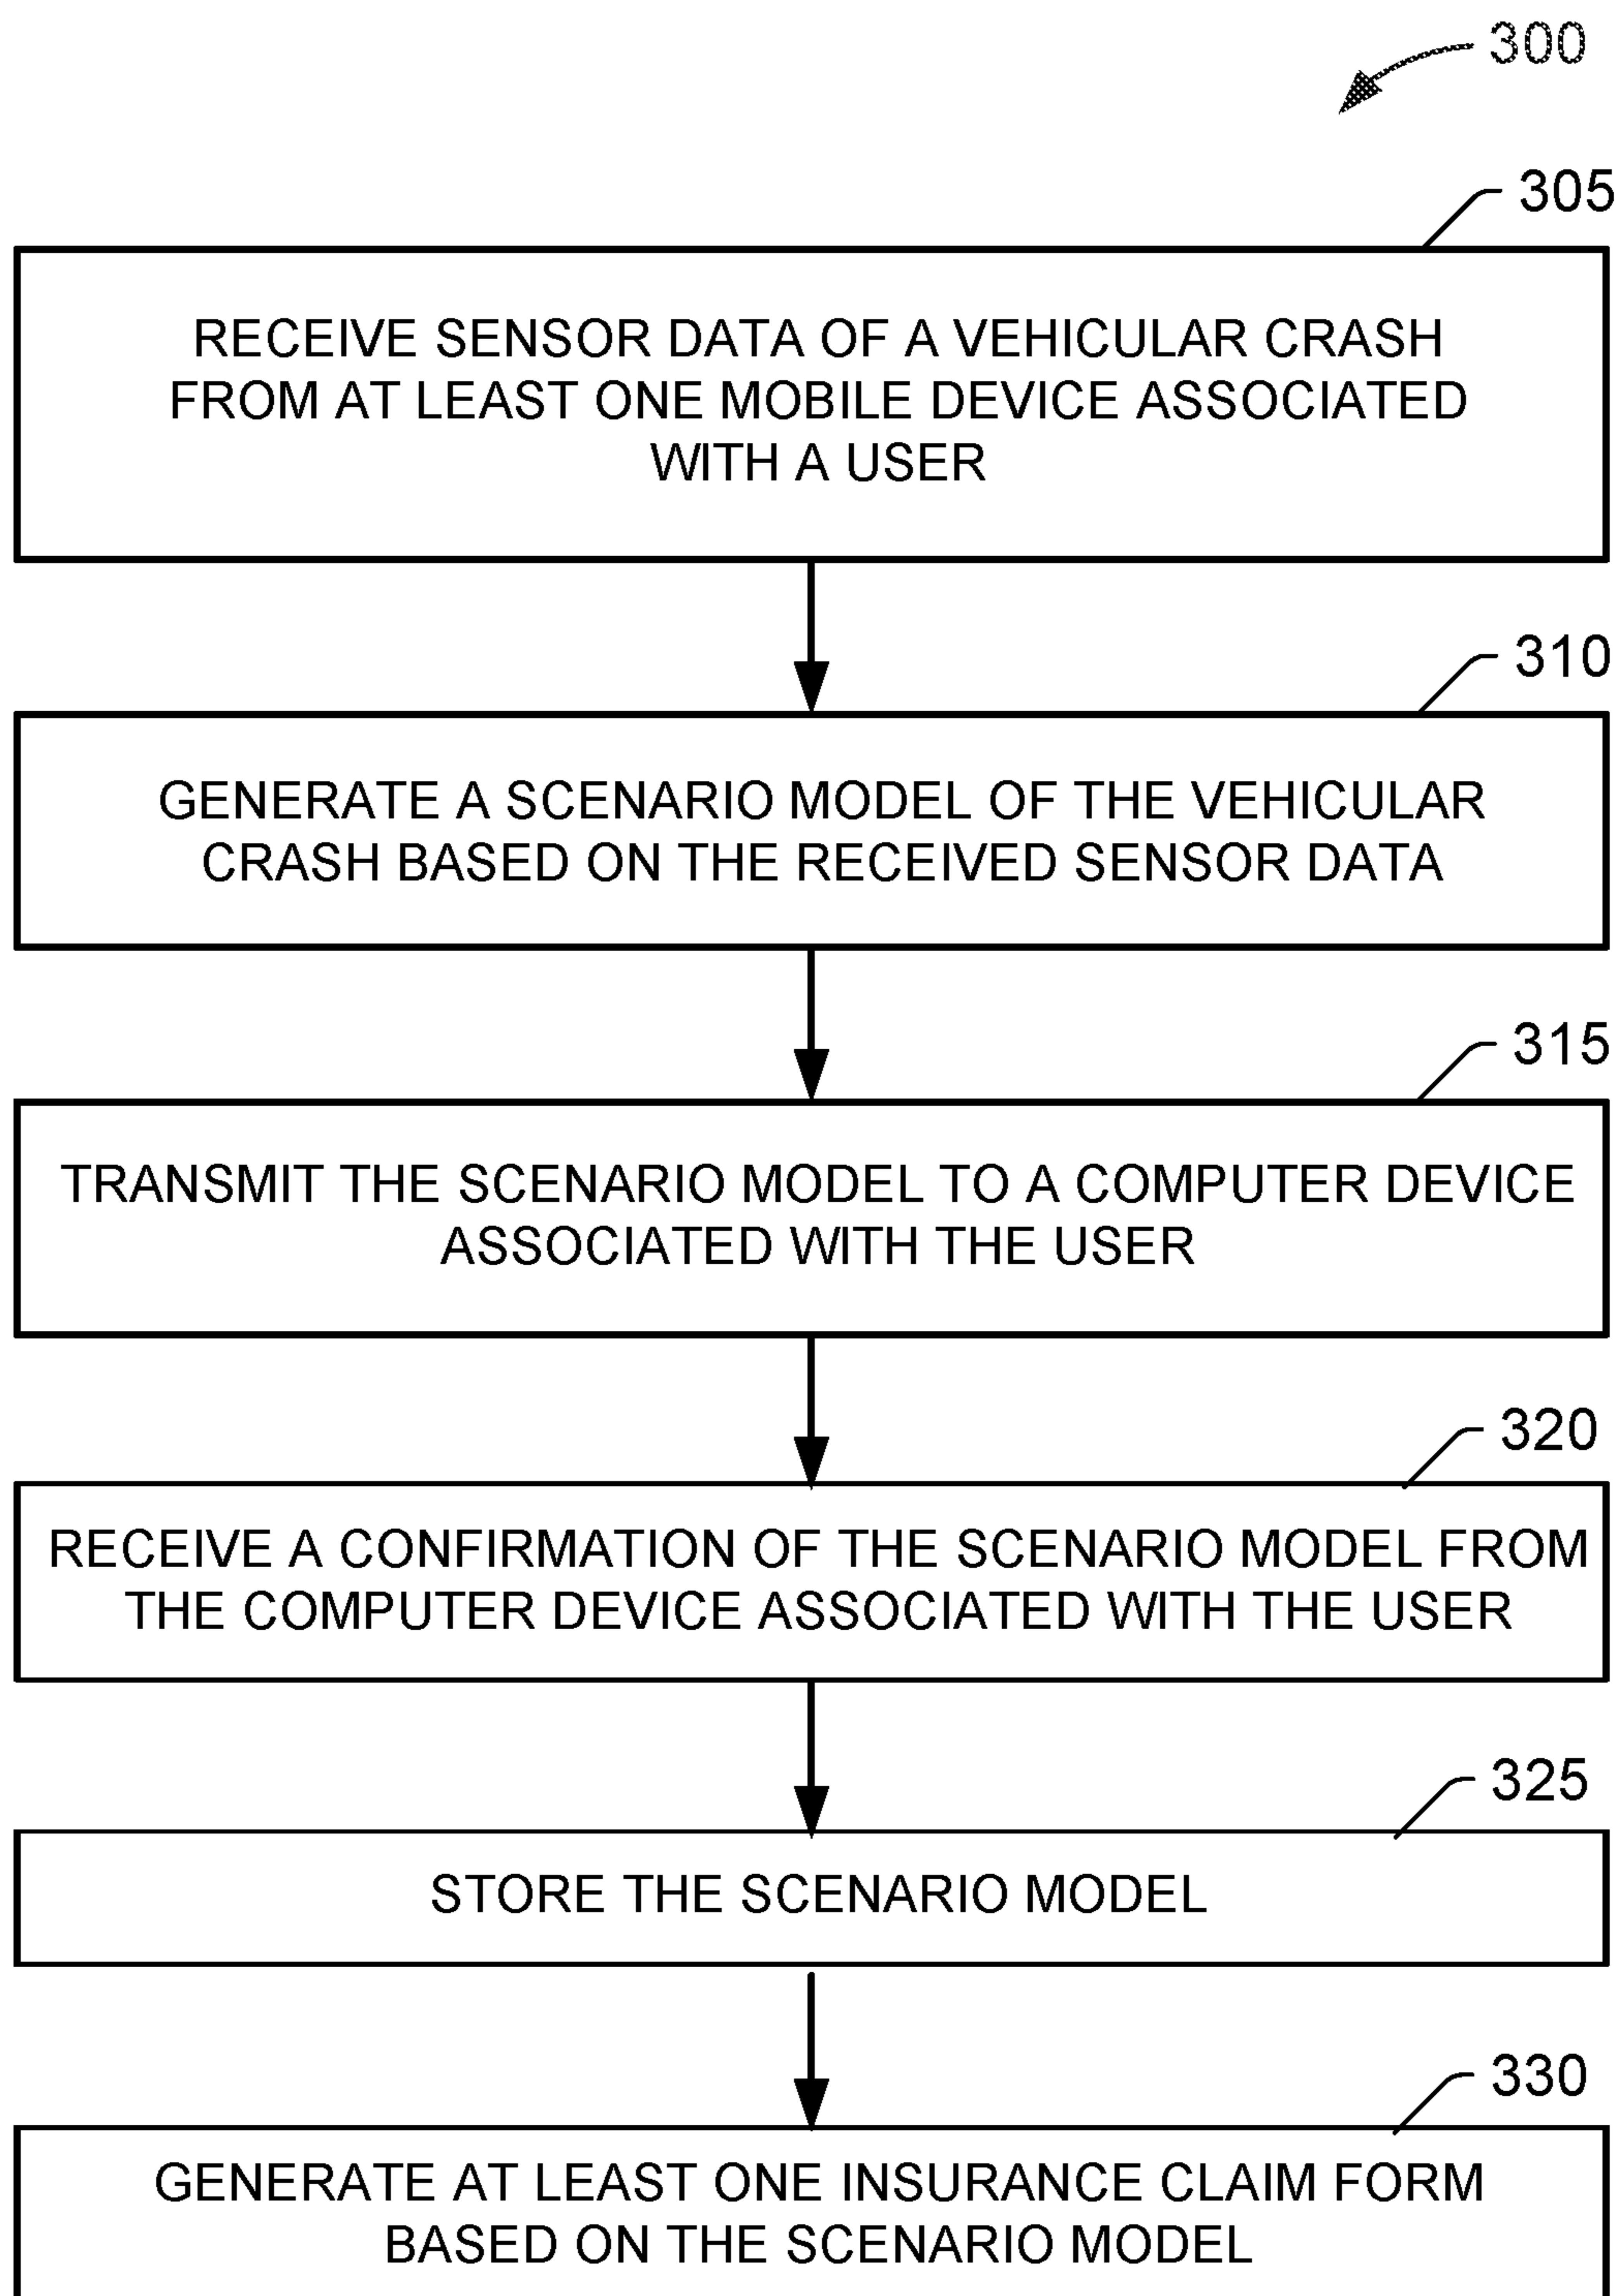 300
305
RECEIVE SENSOR DATA OF A VEHICULAR CRASH
FROM AT LEAST ONE MOBILE DEVICE ASSOCIATED
WITH A USER
310
GENERATE A SCENARIO MODEL OF THE VEHICULAR
CRASH BASED ON THE RECEIVED SENSOR DATA
315
TRANSMIT THE SCENARIO MODEL TO A COMPUTER DEVICE
ASSOCIATED WITH THE USER
320
RECEIVE A CONFIRMATION OF THE SCENARIO MODEL FROM
THE COMPUTER DEVICE ASSOCIATED WITH THE USER
325
STORE THE SCENARIO MODEL
330
GENERATE AT LEAST ONE INSURANCE CLAIM FORM
BASED ON THE SCENARIO MODEL